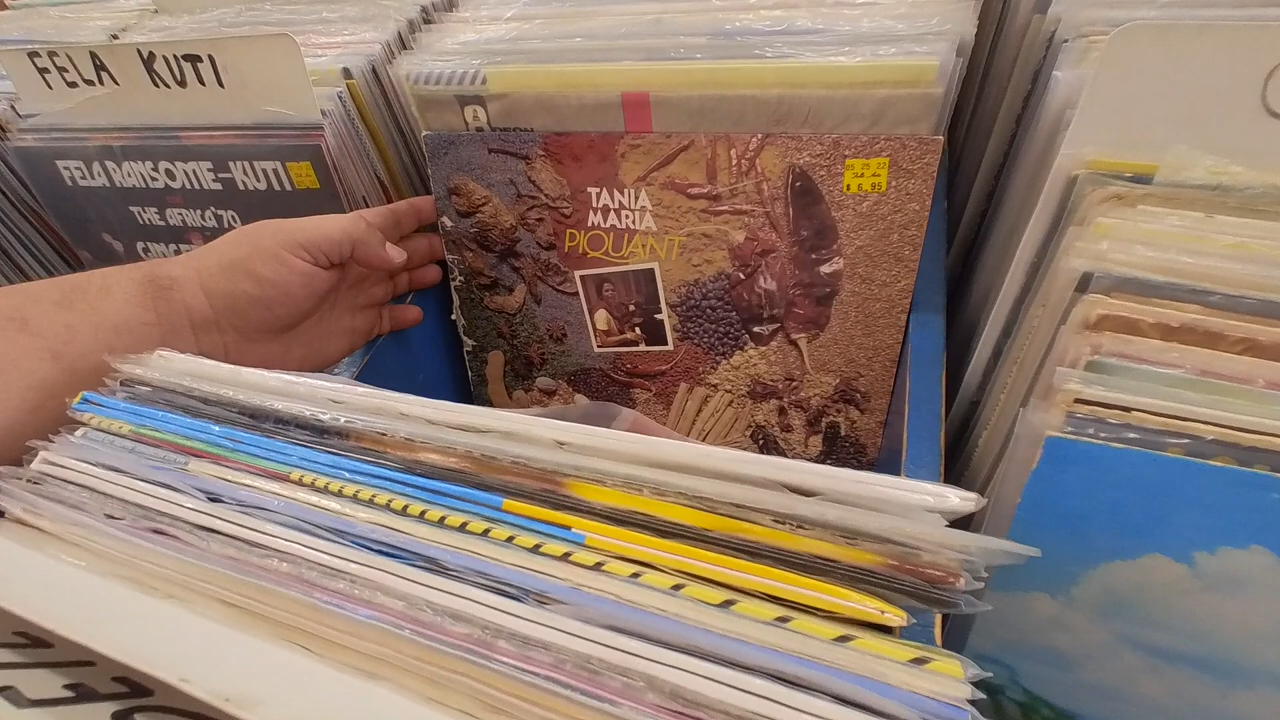 FELA KUTI
FELA RANSOME-KUTI
THE AFRICA '70
TANIA
MARIA
PIQUANT
05 25 22
$ 6.95